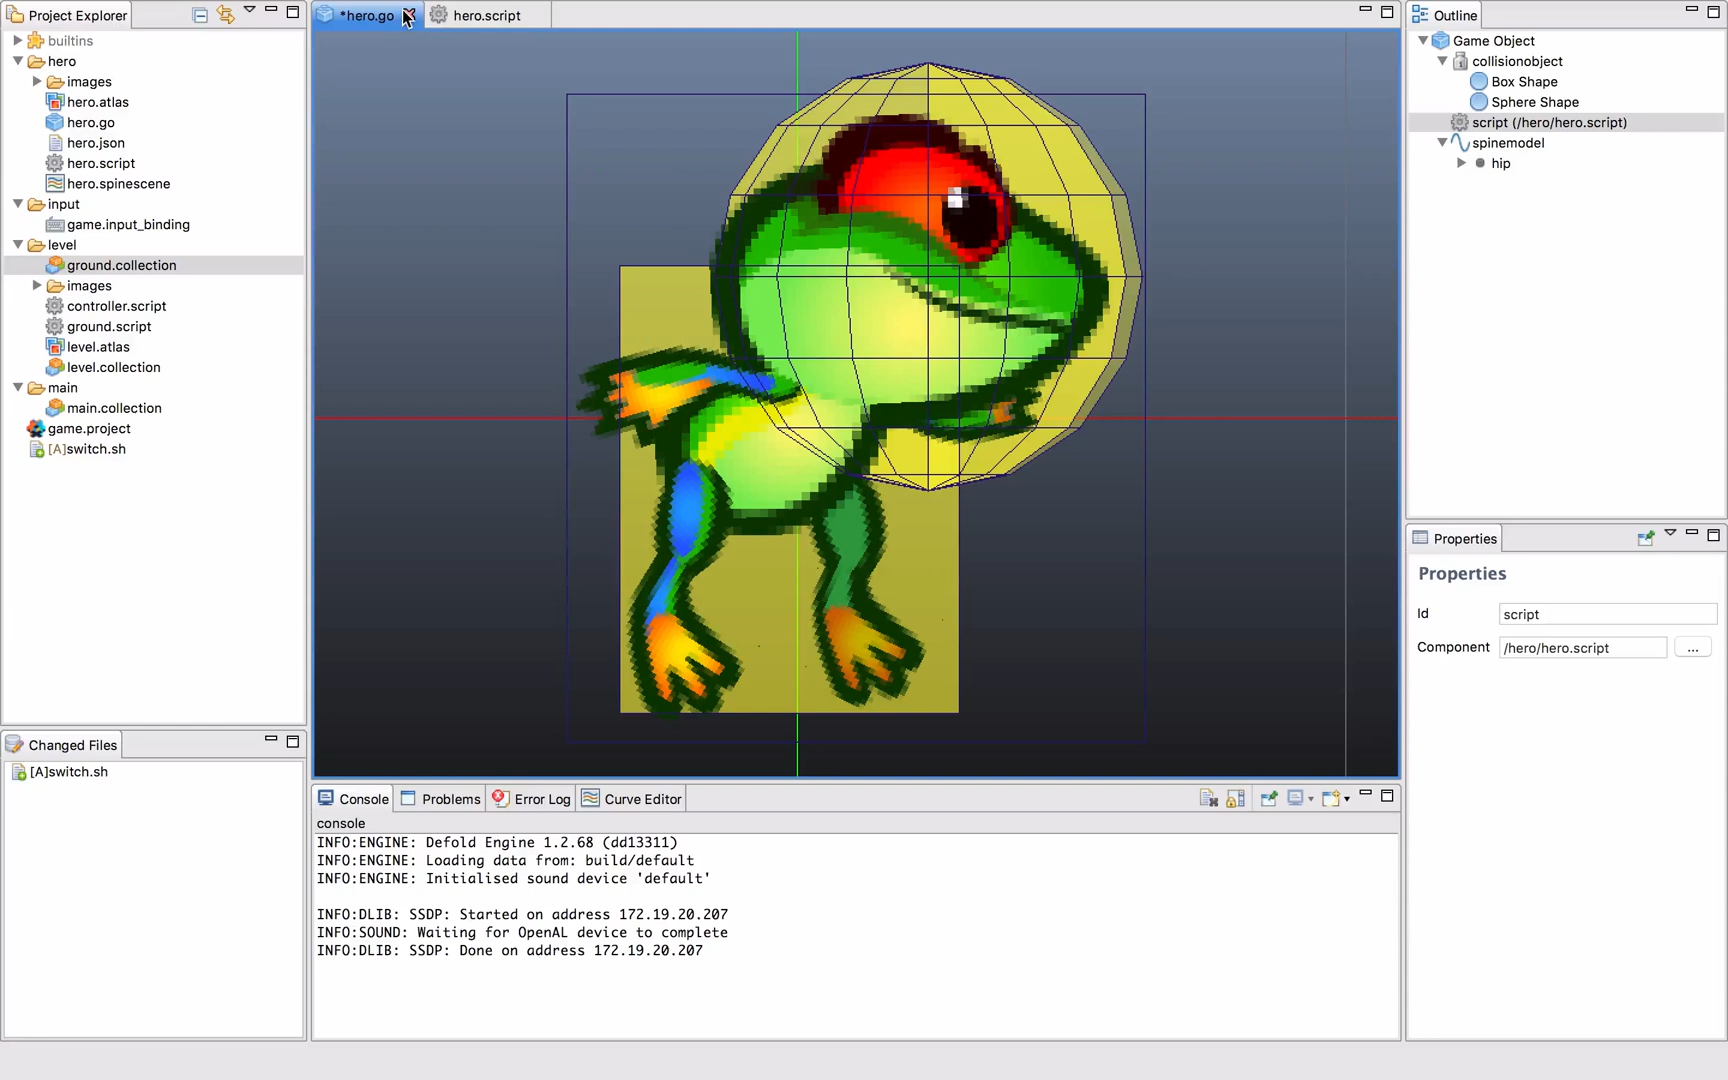 Project Explorer
builtins
hero
images
hero.atlas
hero.go
hero.json
hero.script
hero.spinescene
input
game.input_binding
level
ground.collection
images
controller.script
ground.script
level.atlas
level.collection
main
main.collection
game.project
[A]switch.sh
Changed Files
[A]switch.sh
*hero.go
hero.script
Console
Problems
Error Log
Curve Editor
console
INFO:ENGINE: Defold Engine 1.2.68 (dd13311)
INFO:ENGINE: Loading data from: build/default
INFO:ENGINE: Initialised sound device 'default'
INFO:DLIB: SSDP: Started on address 172.19.20.207
INFO:SOUND: Waiting for OpenAL device to complete
INFO:DLIB: SSDP: Done on address 172.19.20.207
Outline
Game Object
collisionobject
Box Shape
Sphere Shape
script (/hero/hero.script)
spinemodel
hip
Properties
Properties
Id script
Component /hero/hero.script ...